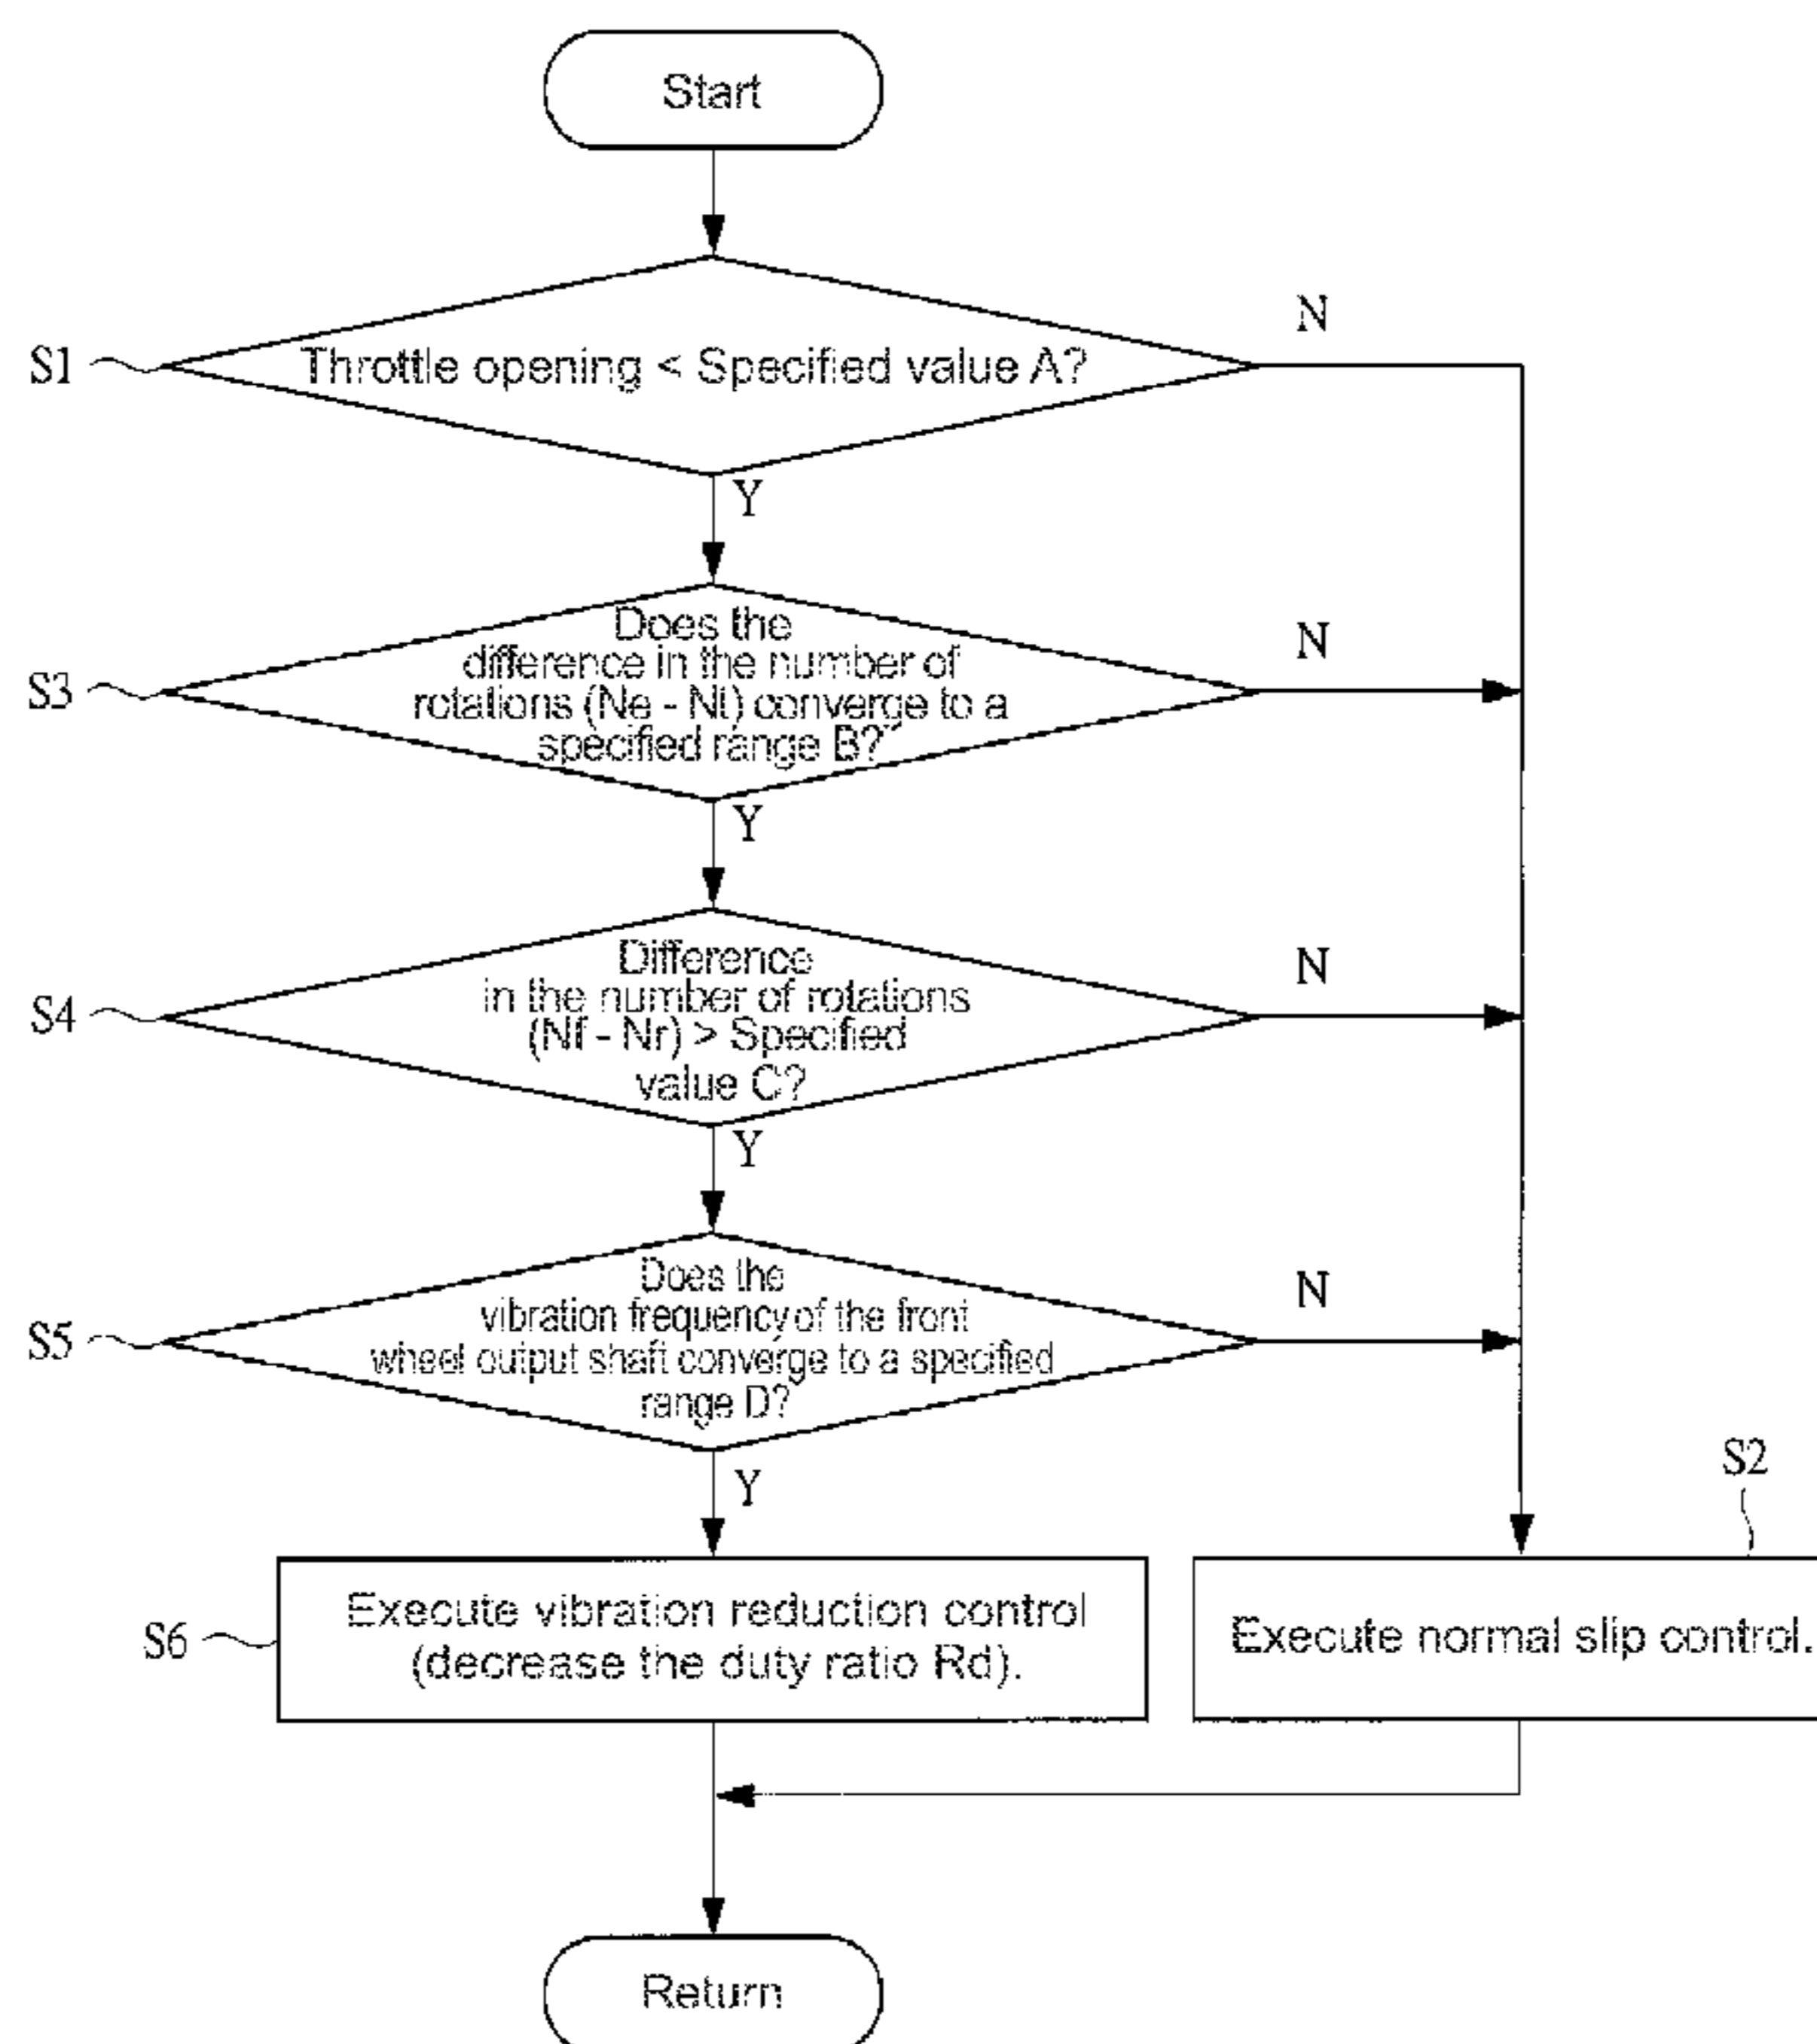 Start
N
S1
Throttle opening < Specified value A?
Y
Does the
difference in the number of
rotations (Ne - Nt) converge to a
specified range B?
N
S3
Y
Difference
in the number of rotations
(Nf - Nr) > Specified
value C?
N
S4
Y
Does the
vibration frequency of the front
wheel output shaft converge to a specified
range D?
N
S5
Y
S2
S6
Execute vibration reduction control
(decrease the duty ratio Rd).
Execute normal slip control.
Return